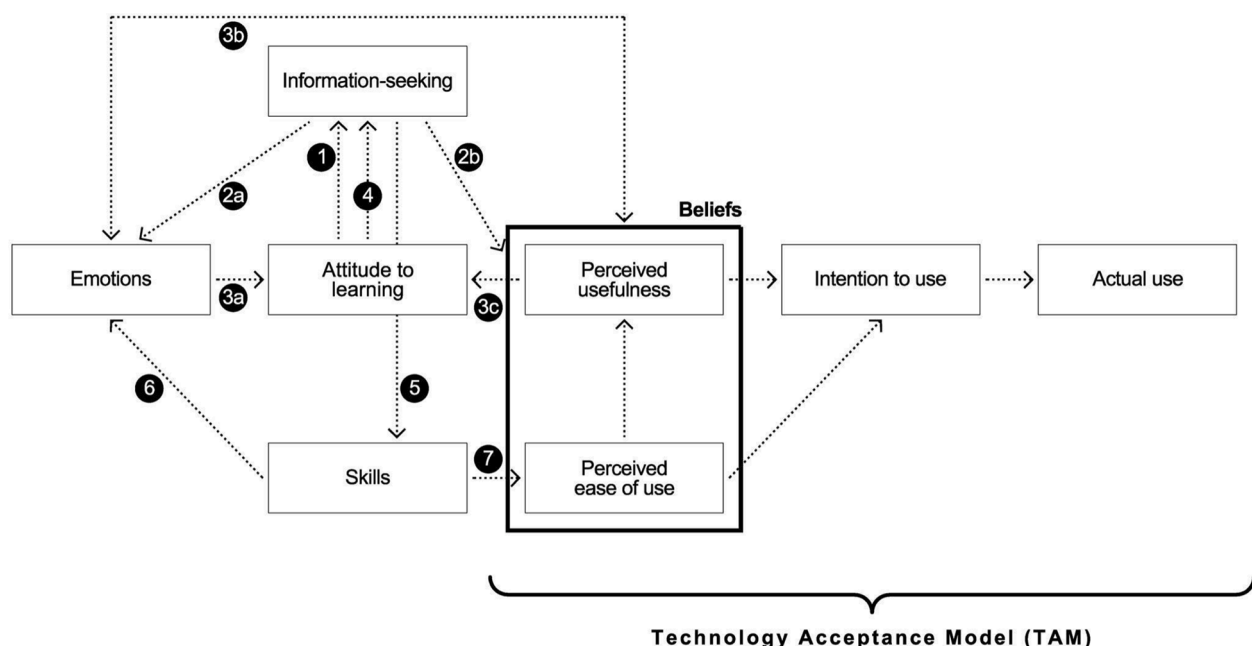 3b
Information-seeking
1
2b
2a
4
Beliefs
Emotions
3a
Attitude to
learning
3c
Perceived
usefulness
Intention to use
Actual use
6
5
Skills
7
Perceived
ease of use
Technology Acceptance Model (TAM)